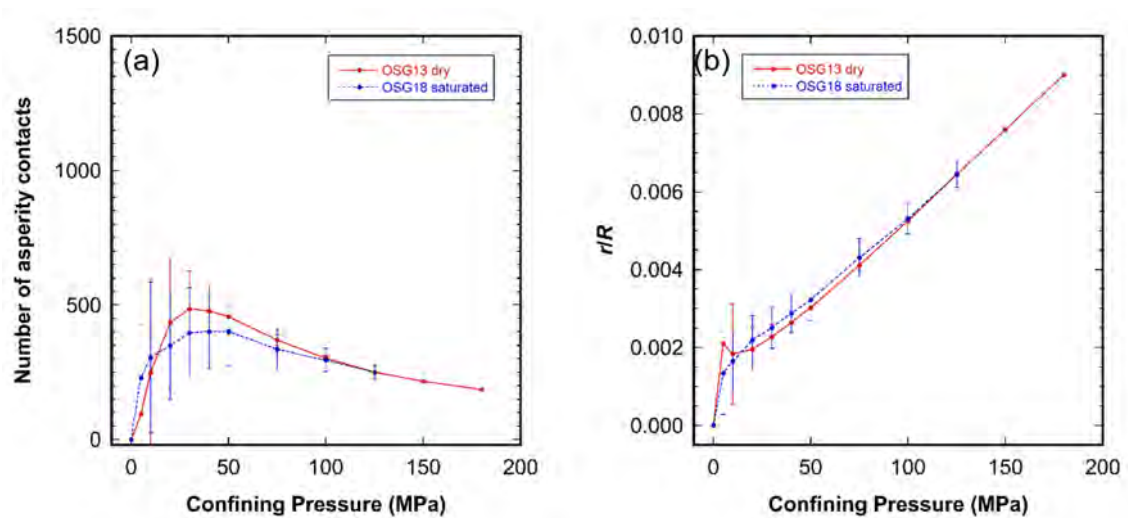 (a)
OSG13 dry
OSG18 saturated
Number of asperity contacts
1500
1000
500
0
0
50
100
150
200
Confining Pressure (MPa)
(b)
OSG13 dry
OSG18 saturated
r/R
0.010
0.008
0.006
0.004
0.002
0.000
0
50
100
150
200
Confining Pressure (MPa)